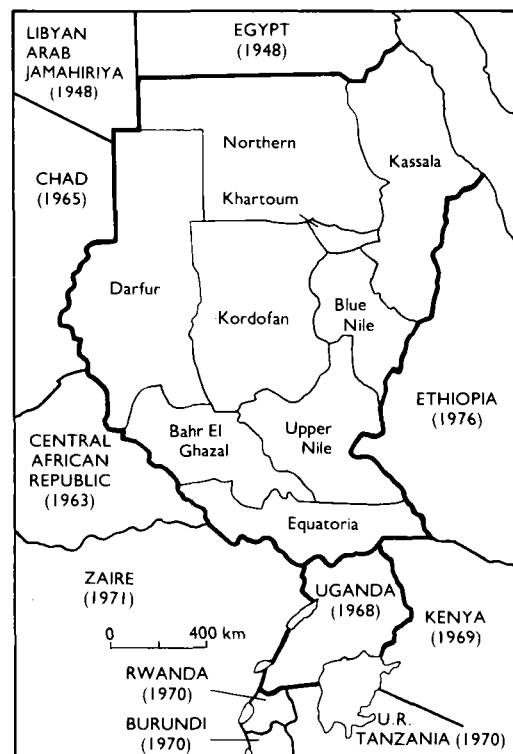 LIBYAN
ARAB
JAMAHIRIYA
(1948)
EGYPT
(1948)
Northern
Kassala
CHAD
(1965)
Khartoum
Darfur
Kordofan
Blue
Nile
ETHIOPIA
(1976)
Bahr El
Ghazal
Upper
Nile
CENTRAL
AFRICAN
REPUBLIC
(1963)
Equatoria
ZAIRE
(1971)
UGANDA
(1968)
KENYA
(1969)
0 400 km
RWANDA
(1970)
BURUNDI
(1970)
U.R.
TANZANIA (1970)